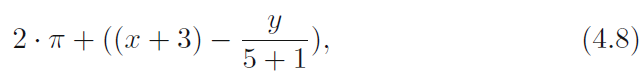 2 · π + ((x + 3) − y/(5 + 1)), (4.8)